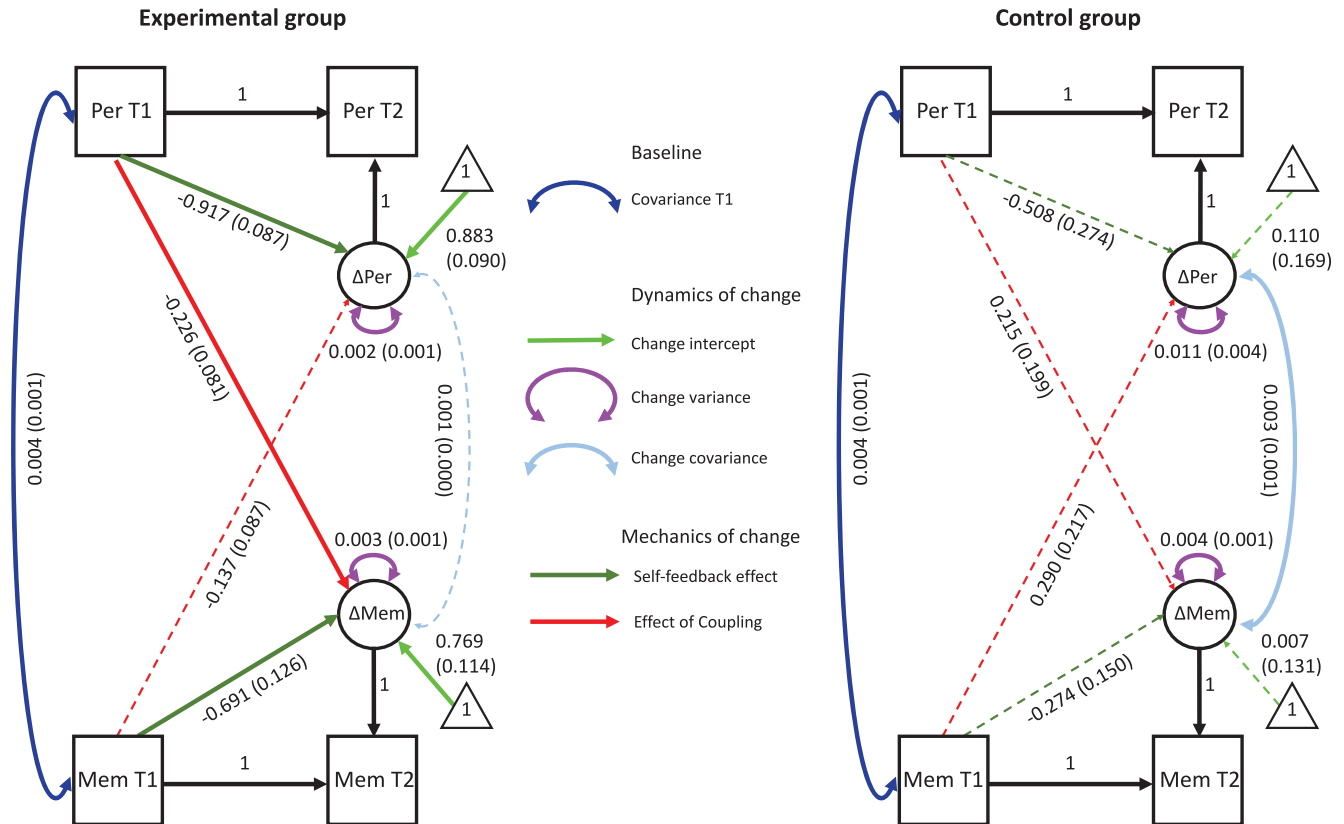 Experimental group
Per T1
1
Per T2
1
1
-0.917 (0.087)
0.883
(0.090)
ΔPer
0.002 (0.001)
-0.226 (0.081)
0.004 (0.001)
0.001 (0.000)
-0.137 (0.087)
0.003 (0.001)
ΔMem
0.769
(0.114)
-0.691 (0.126)
1
1
Mem T1
1
Mem T2
Baseline
Covariance T1
Dynamics of change
Change intercept
Change variance
Change covariance
Mechanics of change
Self-feedback effect
Effect of Coupling
Control group
Per T1
1
Per T2
1
1
-0.508 (0.274)
0.110
(0.169)
ΔPer
0.011 (0.004)
0.215 (0.199)
0.004 (0.001)
0.003 (0.001)
0.290 (0.217)
0.004 (0.001)
ΔMem
0.007
(0.131)
-0.274 (0.150)
1
1
Mem T1
1
Mem T2